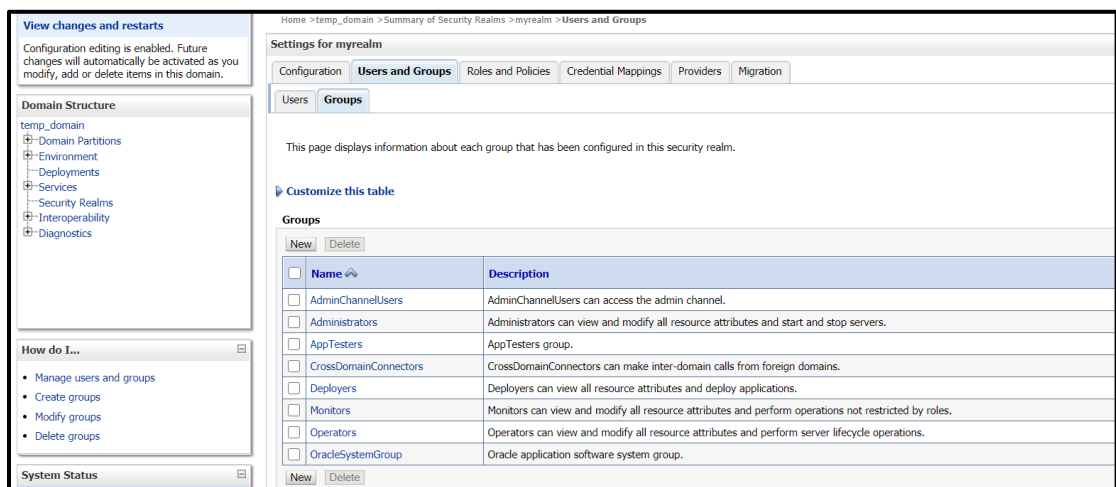 View changes and restarts
Configuration editing is enabled. Future
changes will automatically be activated as you
modify, add or delete items in this domain.
Domain Structure
temp_domain
Domain Partitions
Environment
Deployments
Services
Security Realms
Interoperability
Diagnostics
How do I...
Manage users and groups
Create groups
Modify groups
Delete groups
System Status
Home >temp_domain >Summary of Security Realms >myrealm >Users and Groups
Settings for myrealm
Configuration Users and Groups Roles and Policies Credential Mappings Providers Migration
Users Groups
This page displays information about each group that has been configured in this security realm.
Customize this table
Groups
New Delete
Name Description
AdminChannelUsers AdminChannelUsers can access the admin channel.
Administrators Administrators can view and modify all resource attributes and start and stop servers.
AppTesters AppTesters group.
CrossDomainConnectors CrossDomainConnectors can make inter-domain calls from foreign domains.
Deployers Deployers can view all resource attributes and deploy applications.
Monitors Monitors can view and modify all resource attributes and perform operations not restricted by roles.
Operators Operators can view and modify all resource attributes and perform server lifecycle operations.
OracleSystemGroup Oracle application software system group.
New Delete